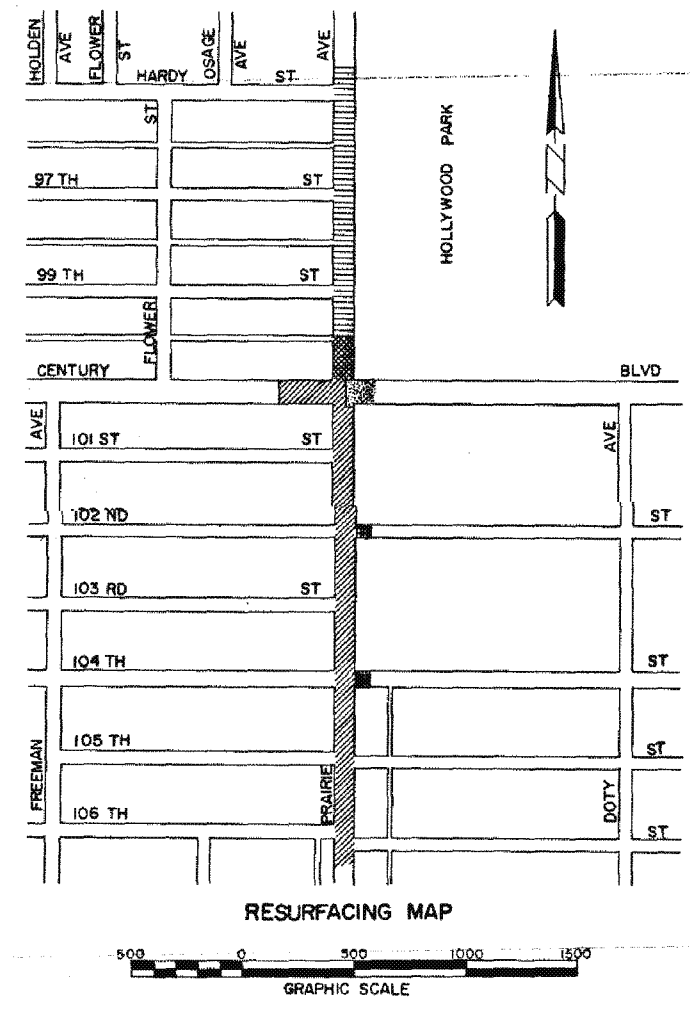 HOLDEN
AVE
FLOWER
ST
OSAGE
AVE
AVE
HARDY ST
ST
HOLLYWOOD PARK
97 TH ST
99 TH ST
FLOWER
CENTURY BLVD
AVE
101 ST ST
AVE
102 ND ST
103 RD ST
104 TH ST
105 TH ST
FREEMAN
PRAIRIE
DOTY
106 TH ST
RESURFACING MAP
500 0 500 1000 1500
GRAPHIC SCALE